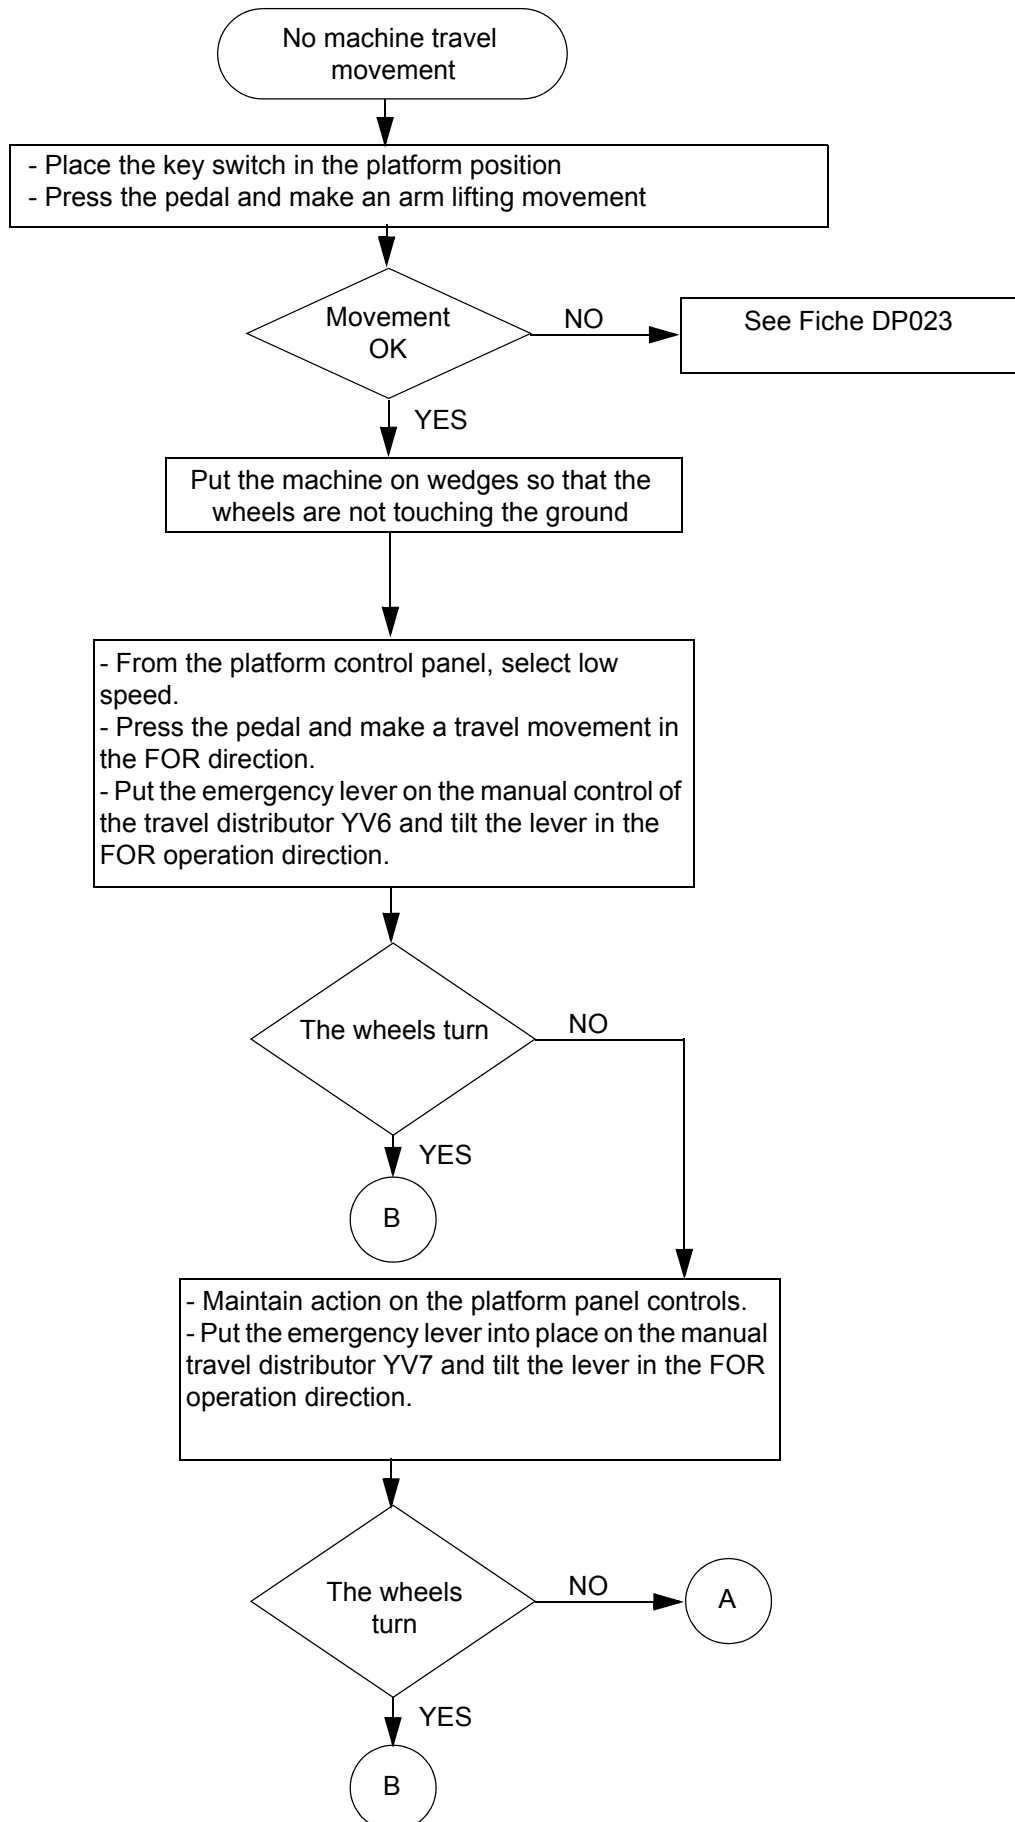 No machine travel
movement
- Place the key switch in the platform position
- Press the pedal and make an arm lifting movement
Movement
OK
NO
See Fiche DP023
YES
Put the machine on wedges so that the
wheels are not touching the ground
- From the platform control panel, select low
speed.
- Press the pedal and make a travel movement in
the FOR direction.
- Put the emergency lever on the manual control of
the travel distributor YV6 and tilt the lever in the
FOR operation direction.
The wheels turn
NO
YES
B
- Maintain action on the platform panel controls.
- Put the emergency lever into place on the manual
travel distributor YV7 and tilt the lever in the FOR
operation direction.
The wheels
turn
NO
A
YES
B